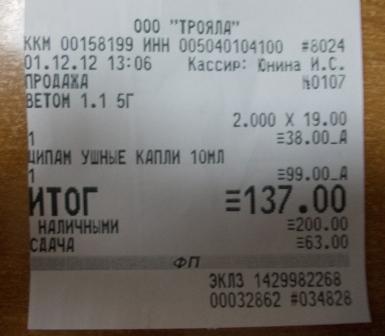 ООО "ТРОЯЛА"
ККМ 00158199 ИНН 005040104100 #8024
01.12.12 13:06 Кассир: Юнина И.С.
ПРОДАЖА №0107
ВЕТОМ 1.1 5Г
2.000 X 19.00
1 ≡38.00_А
ЦИПАМ УШНЫЕ КАПЛИ 10МЛ
1 ≡99.00_А
ИТОГ ≡137.00
НАЛИЧНЫМИ ≡200.00
СДАЧА ≡63.00
ФП
ЭКЛЗ 1429982268
00032862 #034828